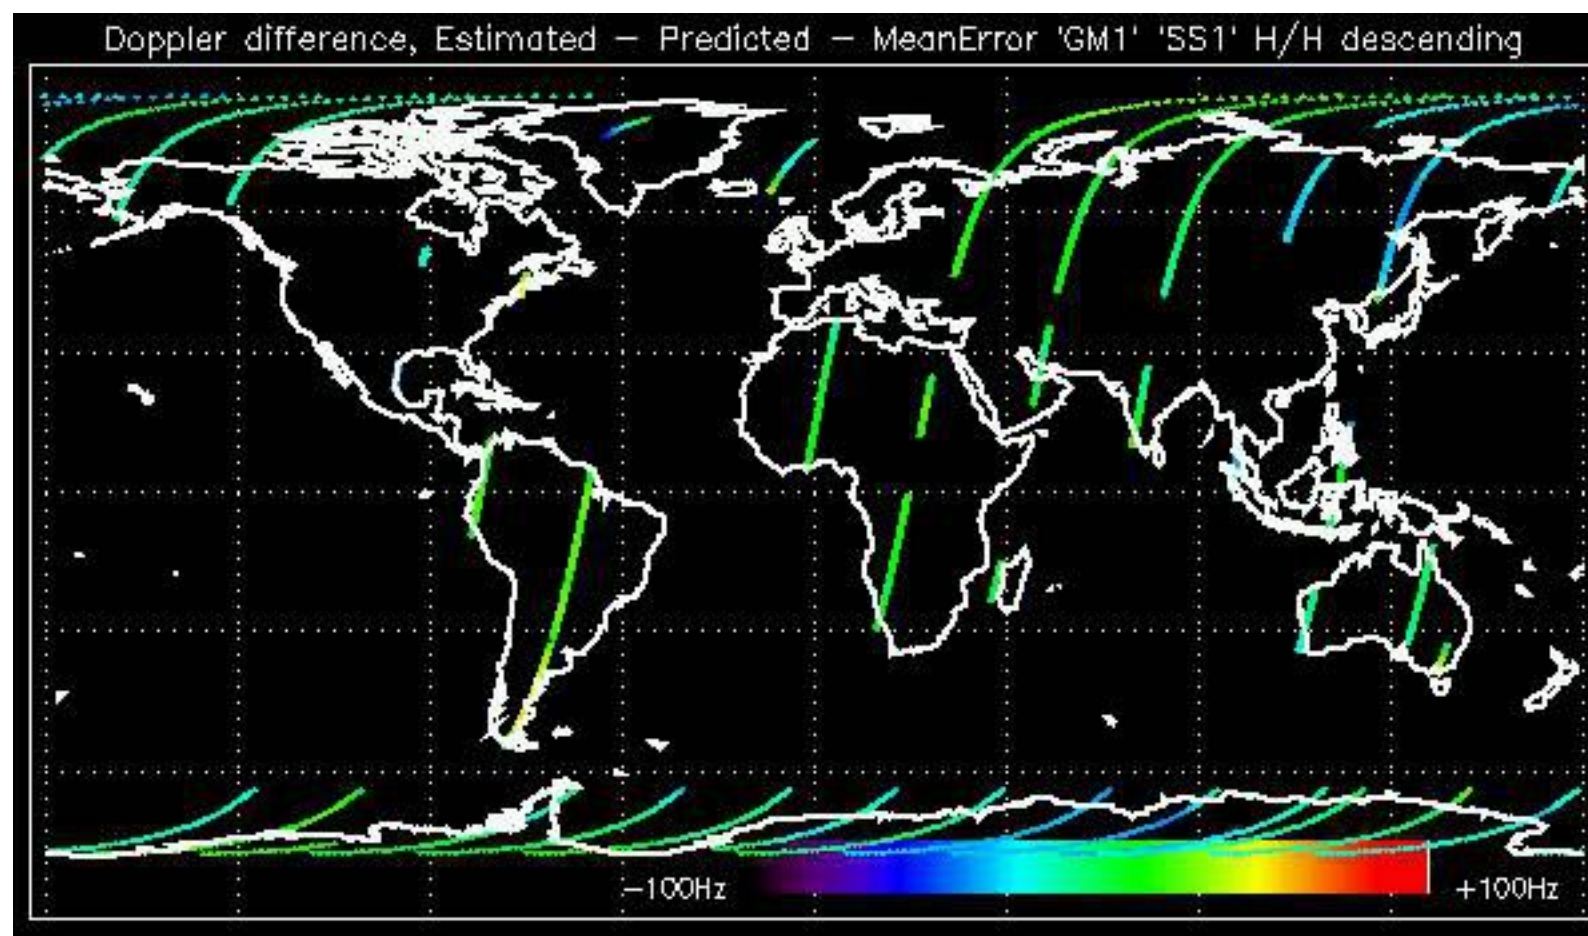 Doppler difference, Estimated – Predicted – MeanError 'GM1' 'SS1' H/H descending
–100Hz
+100Hz